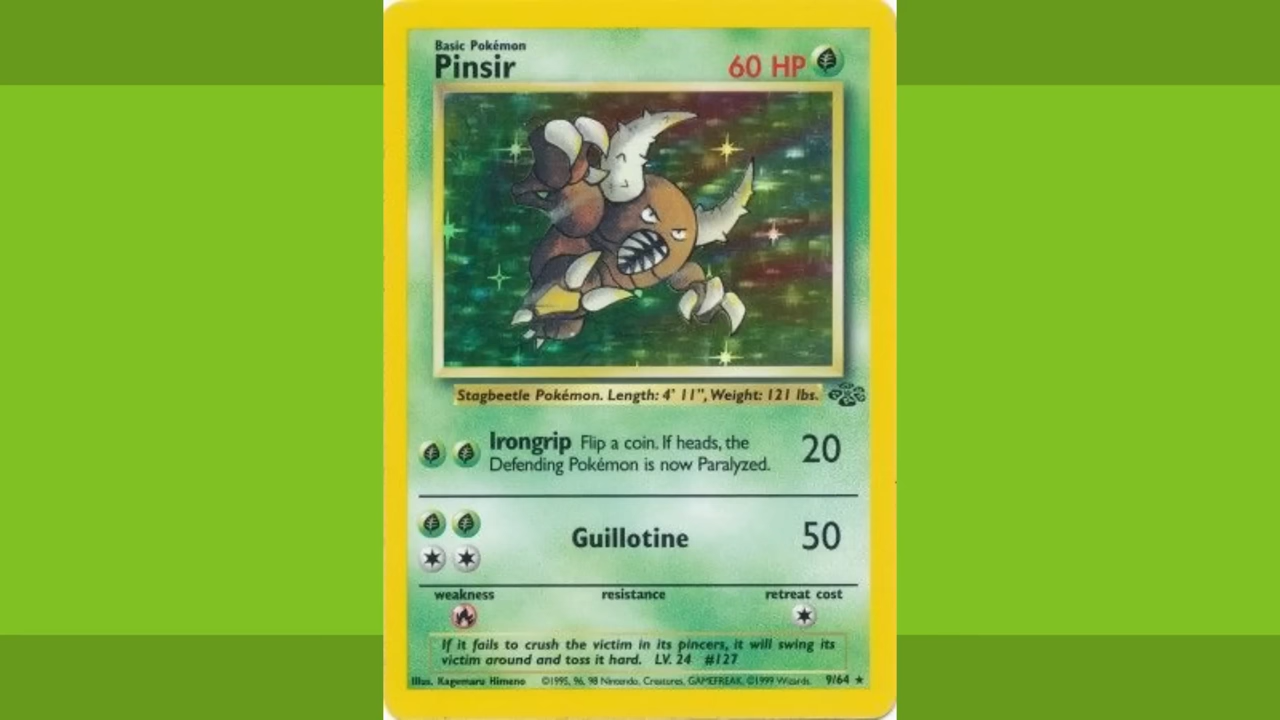 Basic Pokémon
Pinsir
60 HP
Stagbeetle Pokémon. Length: 4' 11", Weight: 121 lbs.
Irongrip Flip a coin. If heads, the
Defending Pokémon is now Paralyzed.
20
Guillotine
50
weakness resistance retreat cost
If it fails to crush the victim in its pincers, it will swing its
victim around and toss it hard. LV. 24 #127
Illus. Kagemaru Himeno ©1995, 96, 98 Nintendo, Creatures, GAMEFREAK. ©1999 Wizards. 9/64 ★